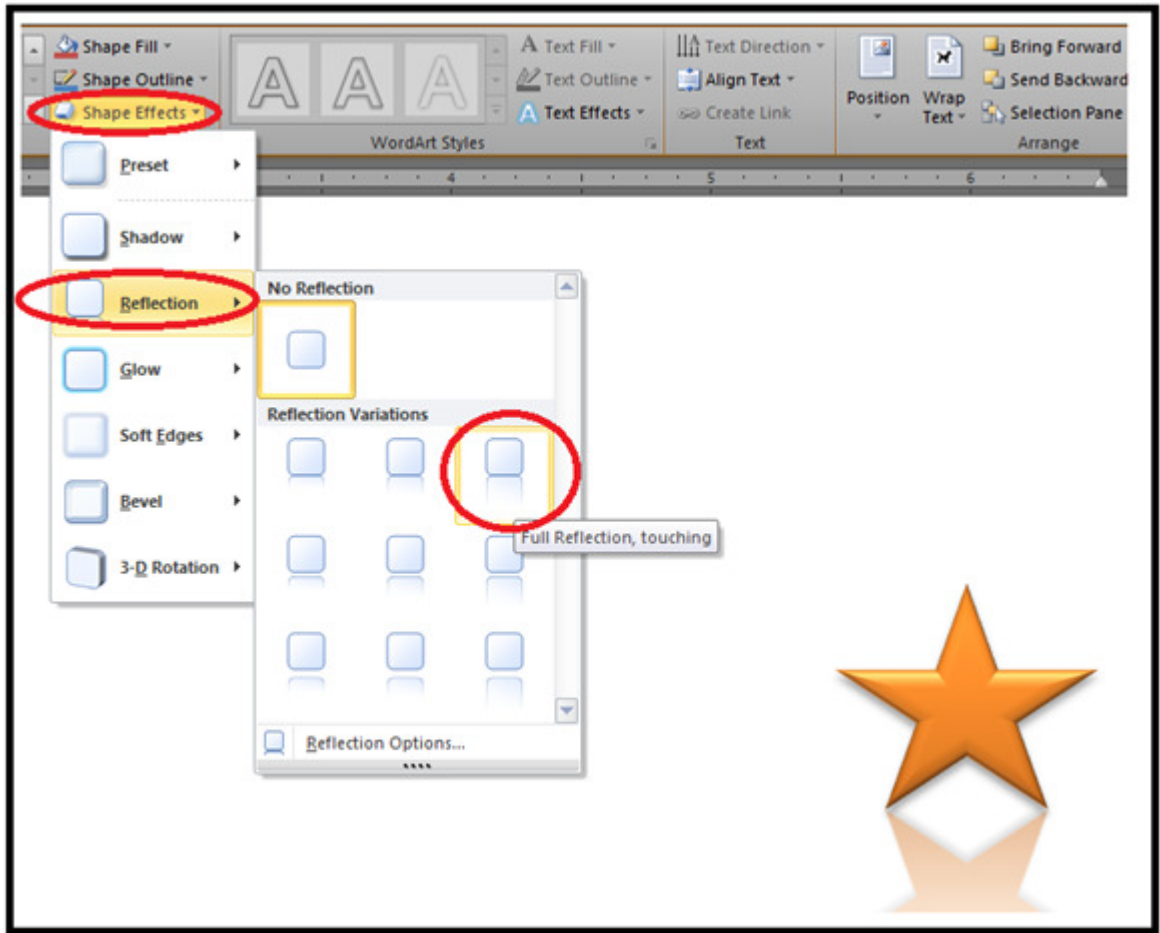 Shape Fill
Shape Outline
Shape Effects
A A A
A Text Fill
Text Outline
A Text Effects
WordArt Styles
Text Direction
Align Text
Create Link
Text
Position
Wrap
Text
Bring Forward
Send Backward
Selection Pane
Arrange
4 5 6
Preset
Shadow
Reflection
Glow
Soft Edges
Bevel
3-D Rotation
No Reflection
Reflection Variations
Full Reflection, touching
Reflection Options...